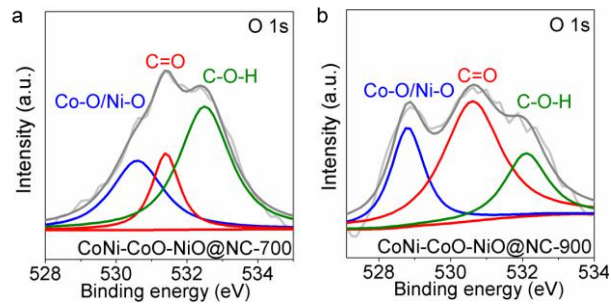 a
O 1s
C=O
Co-O/Ni-O
C-O-H
Intensity (a.u.)
CoNi-CoO-NiO@NC-700
528 530 532 534
Binding energy (eV)
b
O 1s
C=O
Co-O/Ni-O
C-O-H
Intensity (a.u.)
CoNi-CoO-NiO@NC-900
528 530 532 534
Binding energy (eV)